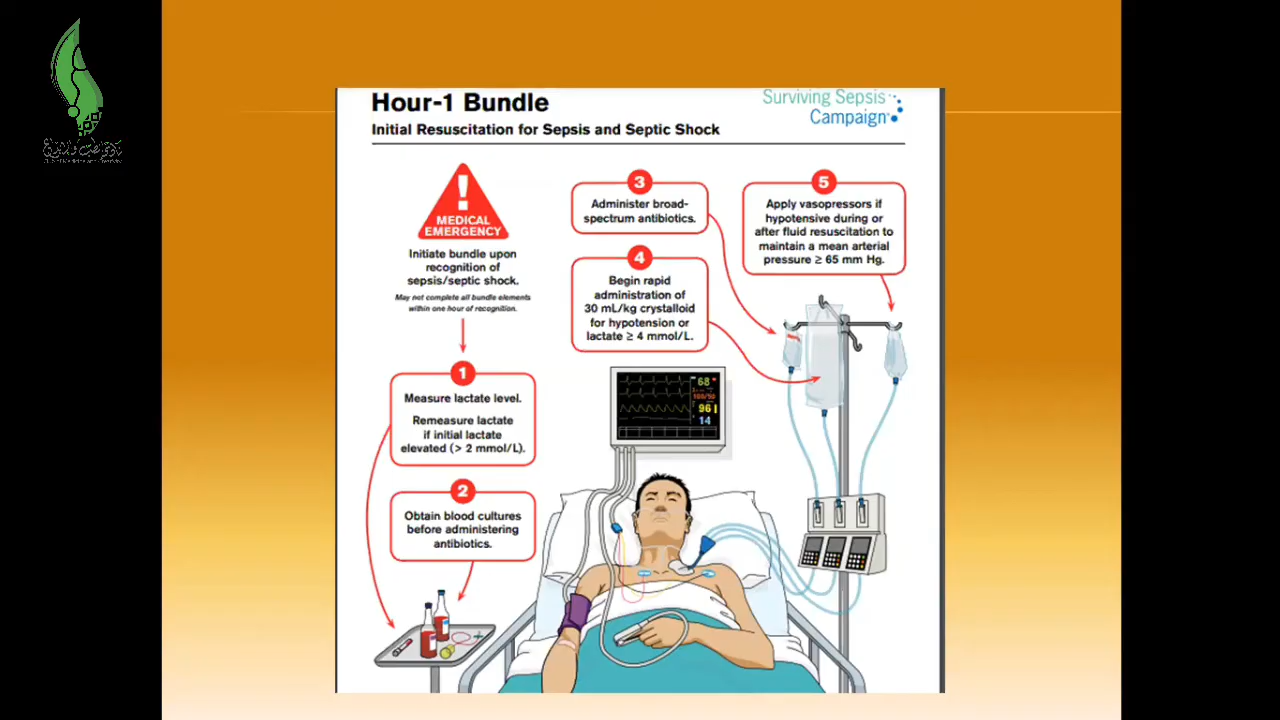 Hour-1 Bundle
Initial Resuscitation for Sepsis and Septic Shock
Surviving Sepsis
Campaign
!
MEDICAL
EMERGENCY
Initiate bundle upon
recognition of
sepsis/septic shock.
May not complete all bundle elements
within one hour of recognition.
1
Measure lactate level.
Remeasure lactate
if initial lactate
elevated (> 2 mmol/L).
2
Obtain blood cultures
before administering
antibiotics.
3
Administer broad-
spectrum antibiotics.
4
Begin rapid
administration of
30 mL/kg crystalloid
for hypotension or
lactate ≥ 4 mmol/L.
5
Apply vasopressors if
hypotensive during or
after fluid resuscitation to
maintain a mean arterial
pressure ≥ 65 mm Hg.
68
96
14